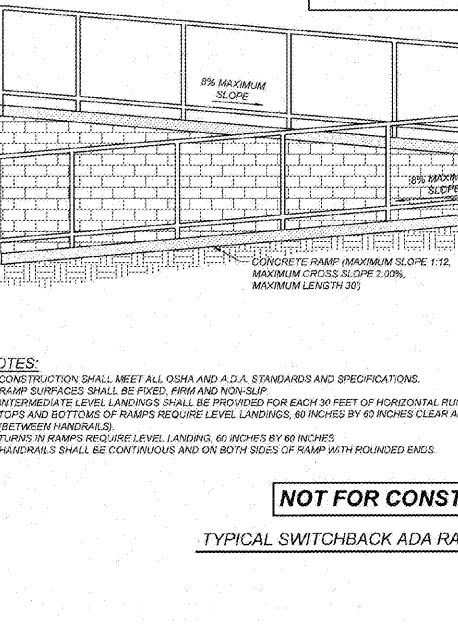 8% MAXIMUM
SLOPE
8% MAXIM
SLOPE
CONCRETE RAMP (MAXIMUM SLOPE 1:12,
MAXIMUM CROSS SLOPE 2.00%,
MAXIMUM LENGTH 30')
OTES:
CONSTRUCTION SHALL MEET ALL OSHA AND A.D.A. STANDARDS AND SPECIFICATIONS.
RAMP SURFACES SHALL BE FIXED, FIRM AND NON-SLIP.
INTERMEDIATE LEVEL LANDINGS SHALL BE PROVIDED FOR EACH 30 FEET OF HORIZONTAL RU
TOPS AND BOTTOMS OF RAMPS REQUIRE LEVEL LANDINGS, 60 INCHES BY 60 INCHES CLEAR A
(BETWEEN HANDRAILS).
TURNS IN RAMPS REQUIRE LEVEL LANDING, 60 INCHES BY 60 INCHES
HANDRAILS SHALL BE CONTINUOUS AND ON BOTH SIDES OF RAMP WITH ROUNDED ENDS.
NOT FOR CONST
TYPICAL SWITCHBACK ADA RA